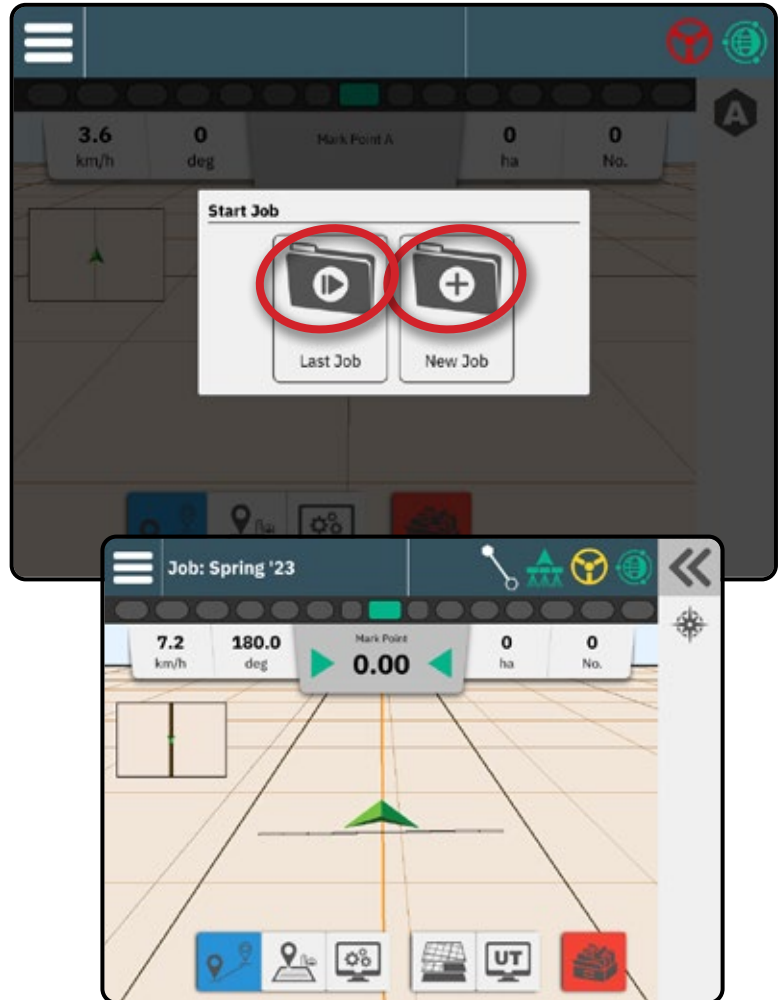 3.6
km/h
0
deg
Mark Point A
0
ha
0
No.
A
Start Job
Last Job
New Job
Job: Spring '23
7.2
km/h
180.0
deg
Mark Point
0.00
0
ha
0
No.
UT